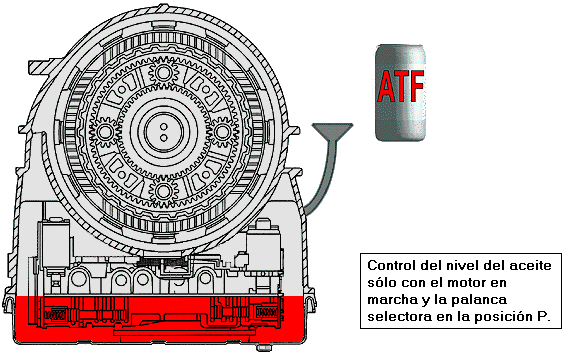 ATF
Control del nivel del aceite
sólo con el motor en
marcha y la palanca
selectora en la posición P.